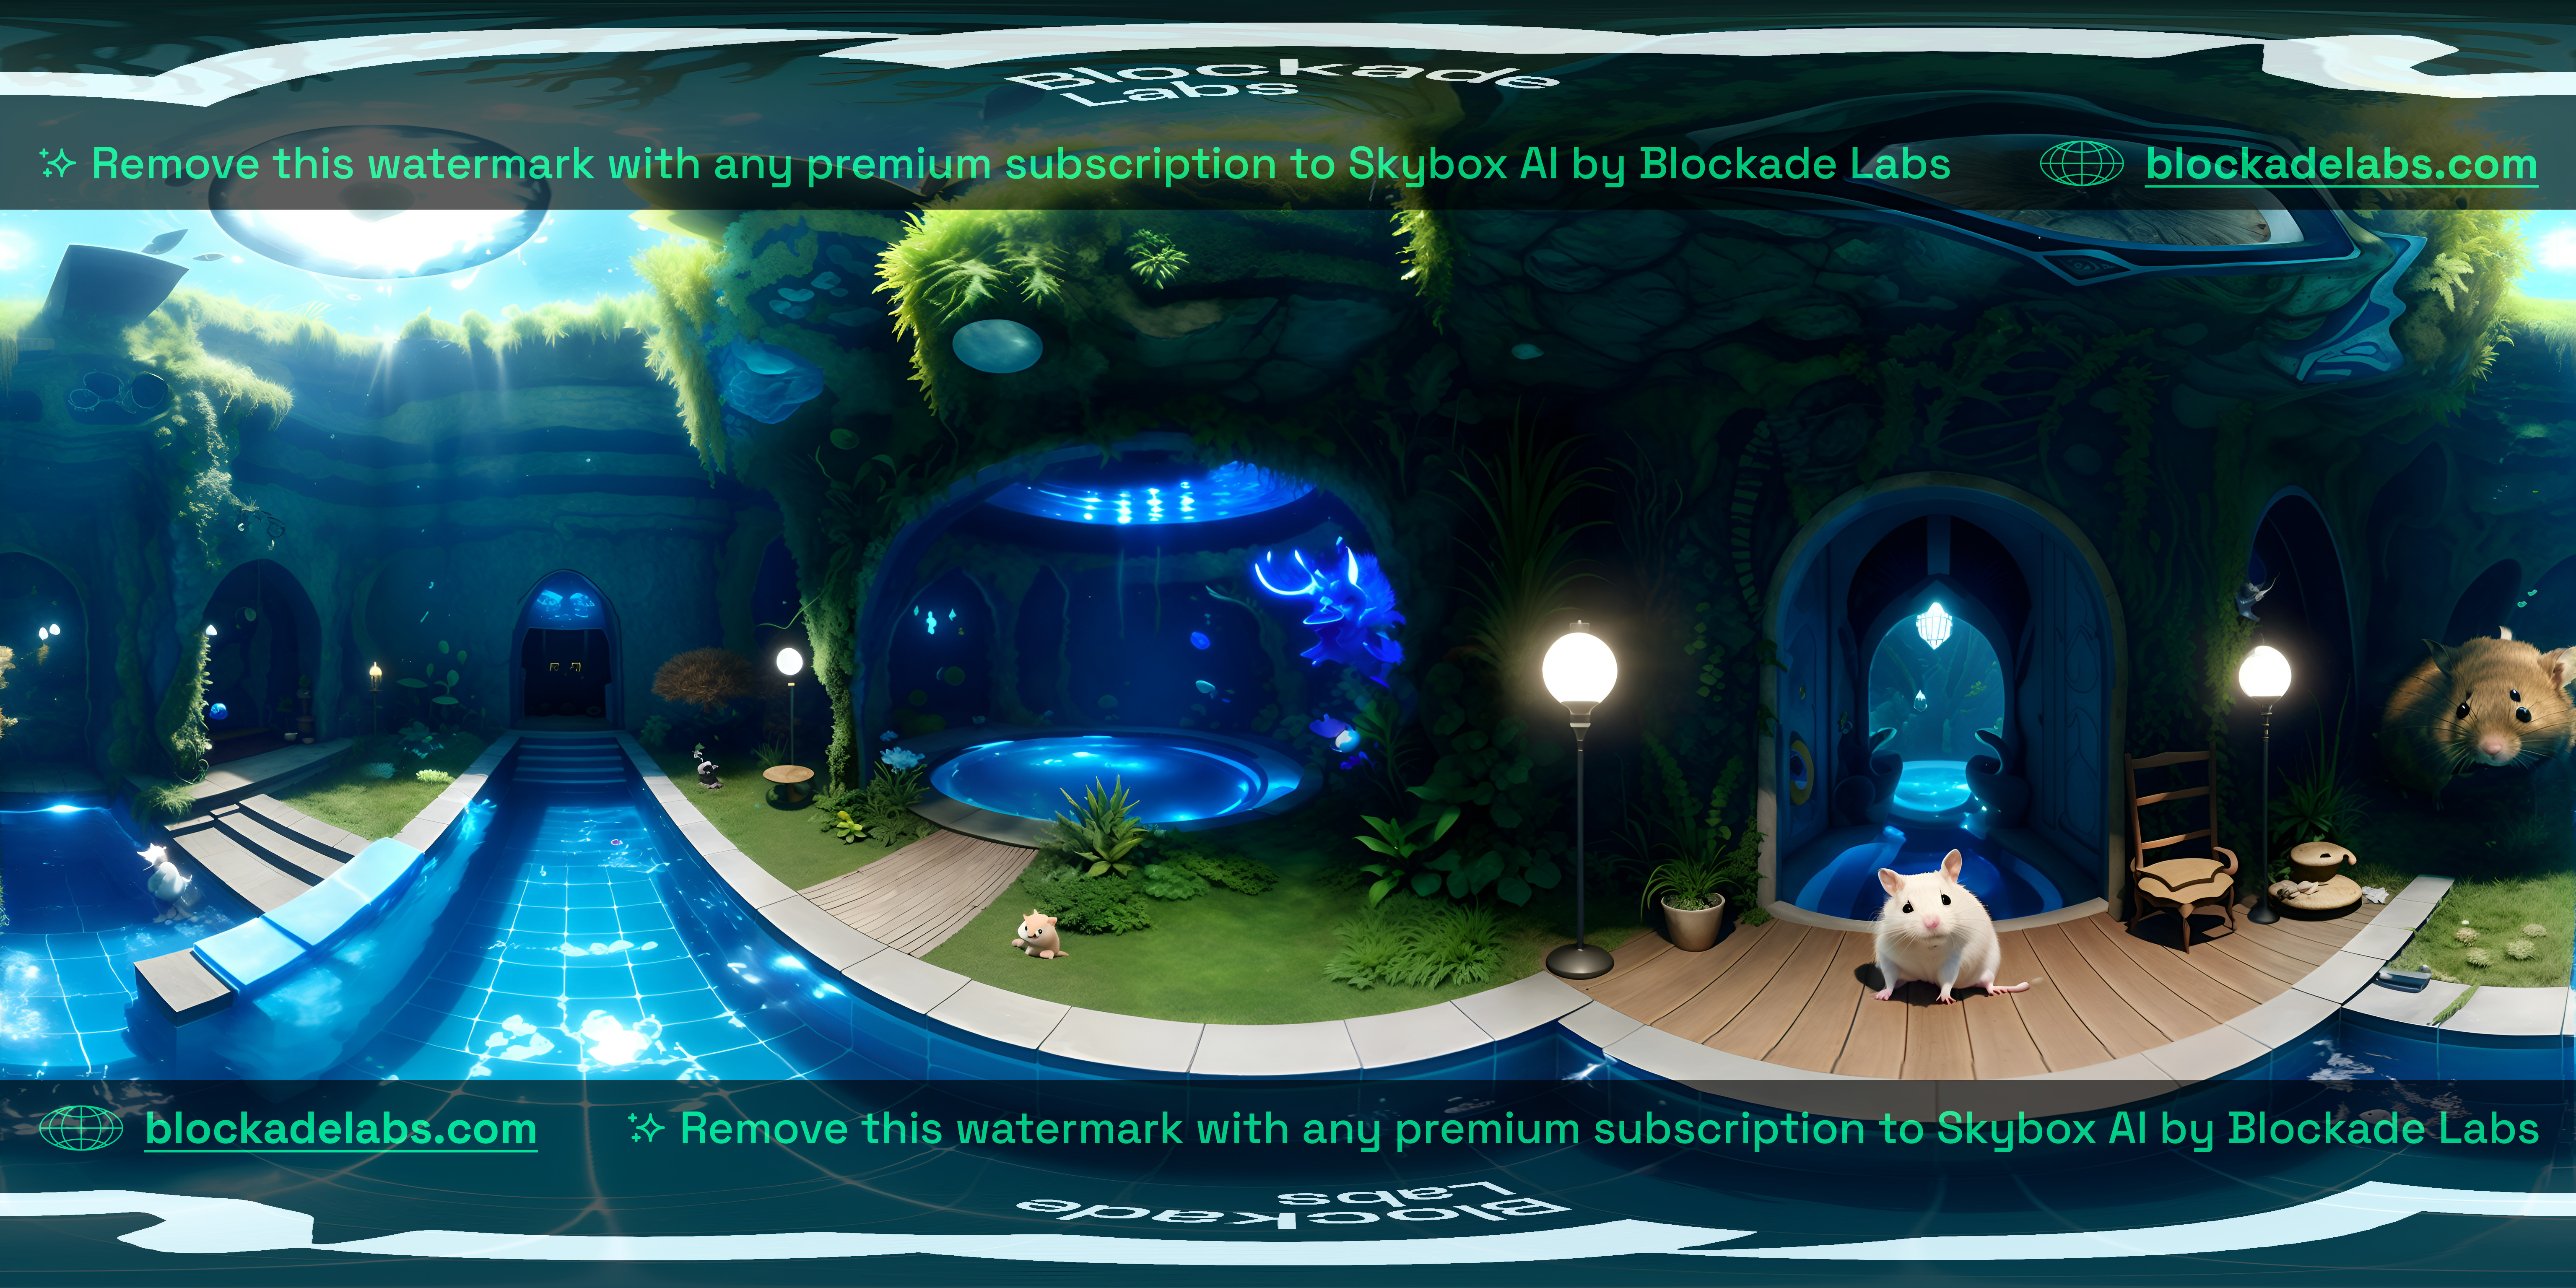 Blockade
Labs
Remove this watermark with any premium subscription to Skybox AI by Blockade Labs
blockadelabs.com
blockadelabs.com
Remove this watermark with any premium subscription to Skybox AI by Blockade Labs
Blockade
Labs